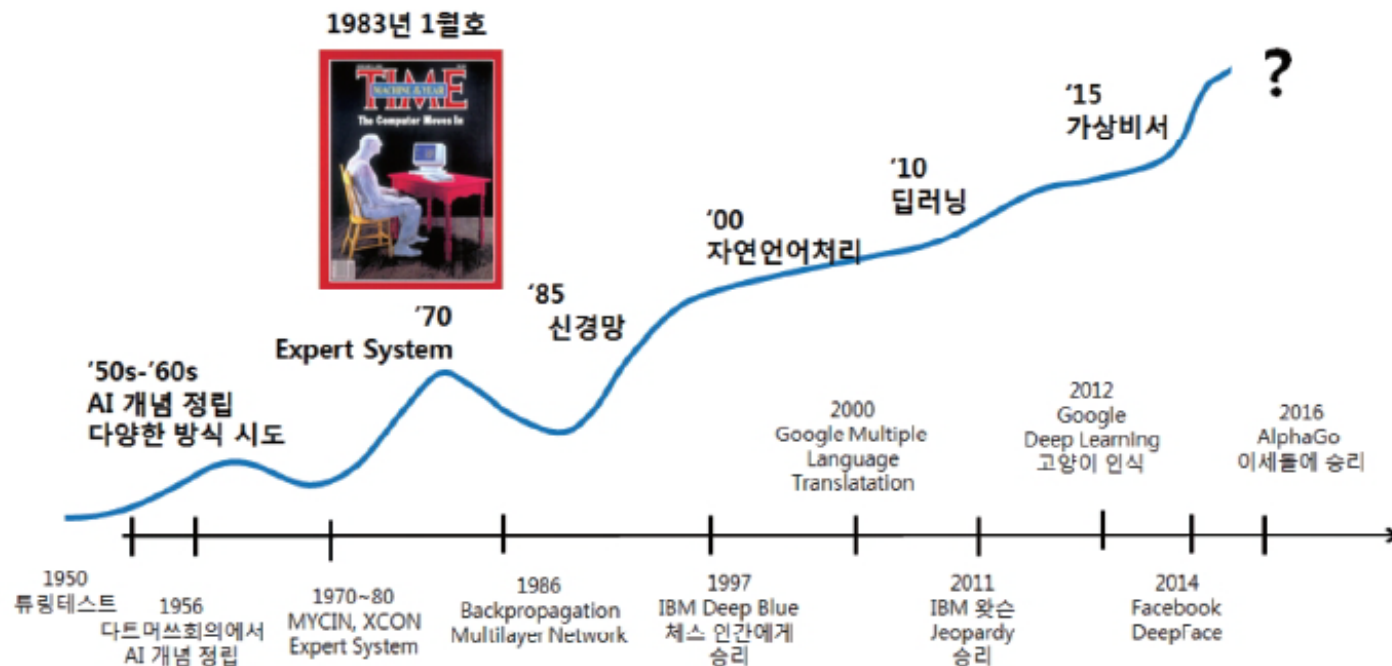 1983년 1월호
TIME
MACHINE OF THE YEAR
The Computer Moves In
?
'15
가상비서
'10
딥러닝
'00
자연언어처리
'85
신경망
'70
Expert System
'50s-'60s
AI 개념 정립
다양한 방식 시도
2000
Google Multiple
Language
Translatation
2012
Google
Deep Learning
고양이 인식
2016
AlphaGo
이세돌에 승리
1950
튜링테스트
1956
다트머쓰회의에서
AI 개념 정립
1970~80
MYCIN, XCON
Expert System
1986
Backpropagation
Multilayer Network
1997
IBM Deep Blue
체스 인간에게
승리
2011
IBM 왓슨
Jeopardy
승리
2014
Facebook
DeepFace